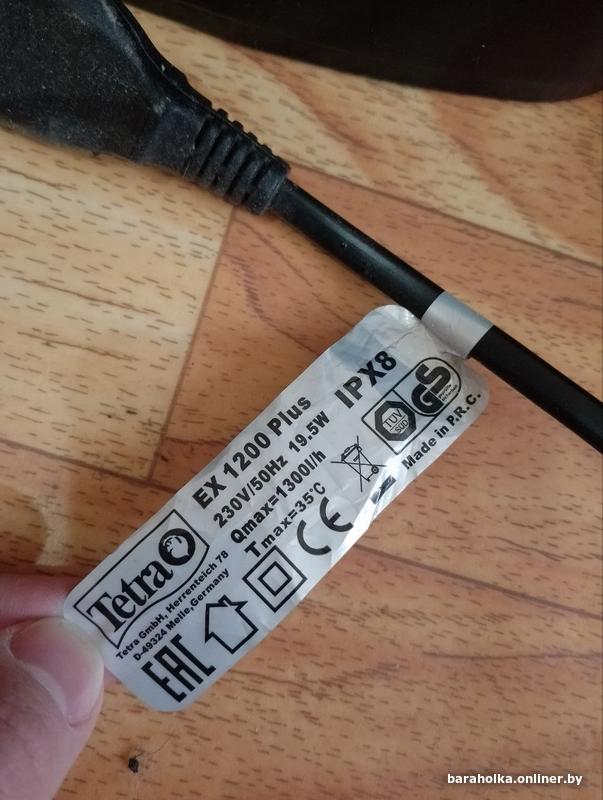 EX 1200 Plus
IPX8
230V/50Hz 19.5W
Qmax=1300l/h
Tmax=35°C
TÜV
SÜD
GS
Made in P.R.C.
CE
Tetra
Tetra GmbH, Herrenteich 78
D-49324 Melle, Germany
EAC
baraholka.onliner.by